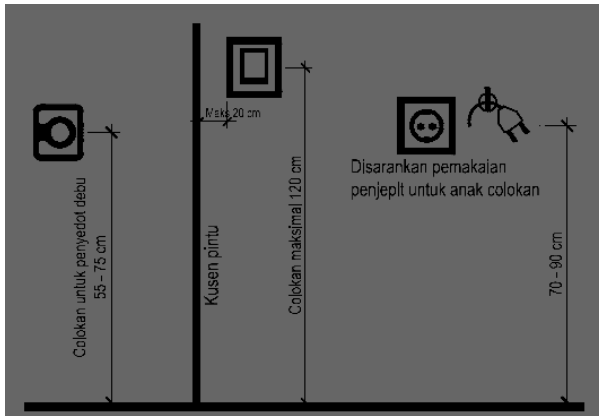 Maks 20 cm
Disarankan pemakaian
penjeplt untuk anak colokan
Colokan untuk penyedot debu
55 – 75 cm
Kusen pintu
Colokan maksimal 120 cm
70 – 90 cm